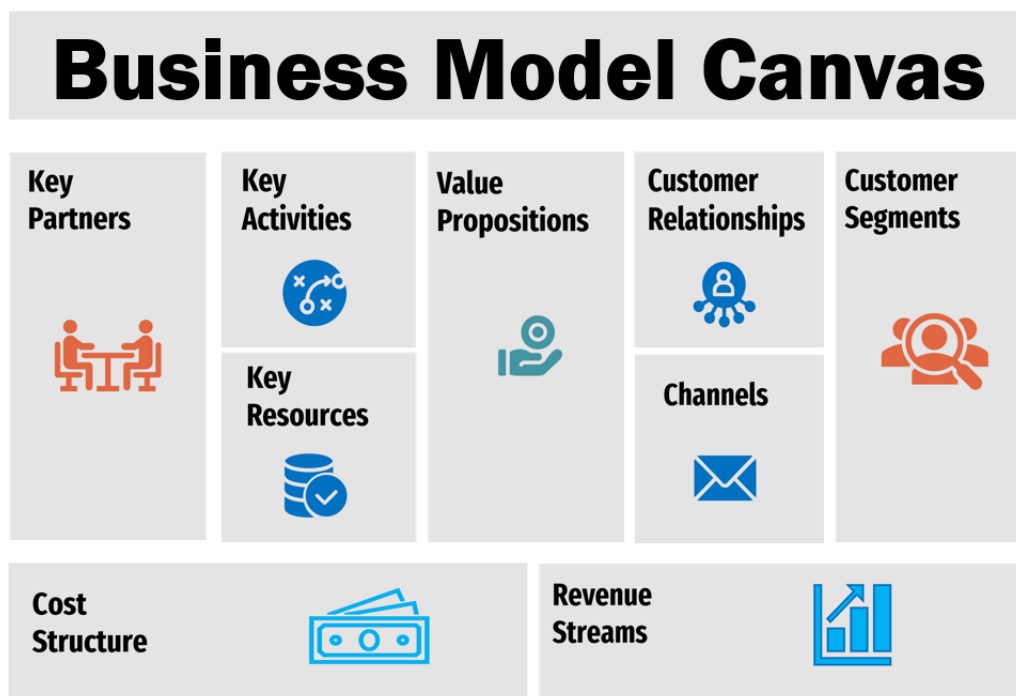 Business Model Canvas
Key
Partners
Key
Activities
Key
Resources
Value
Propositions
Customer
Relationships
Channels
Customer
Segments
Cost
Structure
Revenue
Streams